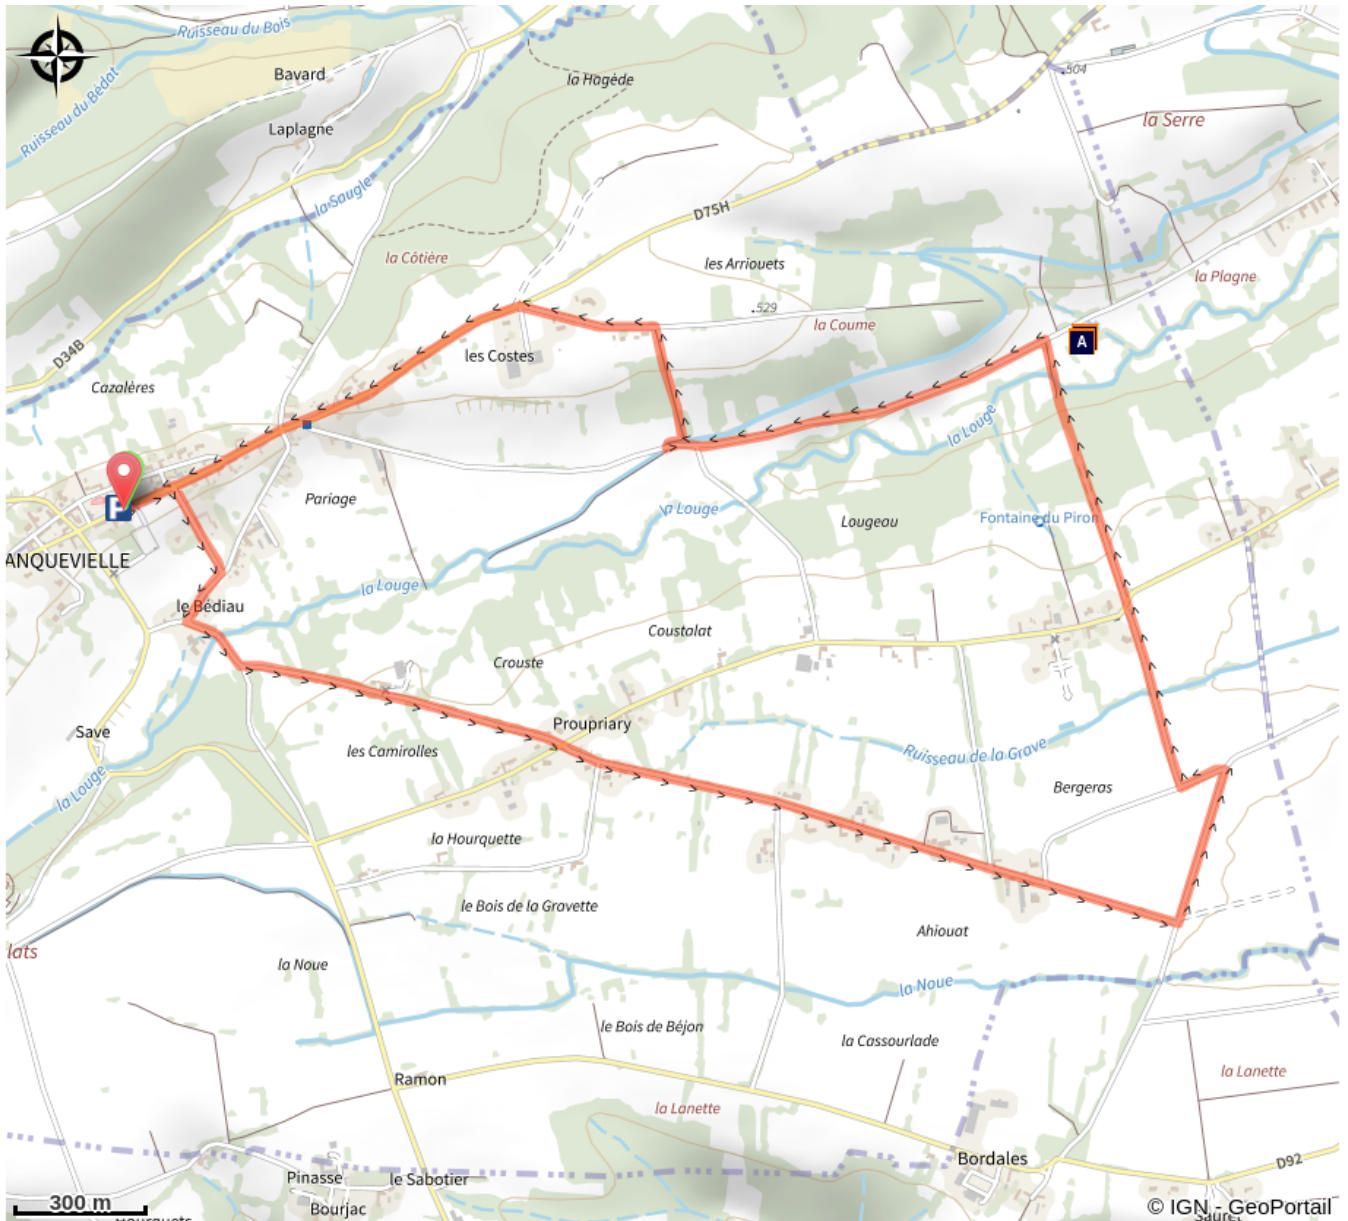 Ruisseau du Bois
Bavard
la Hagède
504
Ruisseau du Bédat
Laplagne
la Serre
la Saugle
D75H
la Côtière
les Arriouets
la Plagne
529
la Coume
A
D34B
les Costes
Cazalères
la Louge
Pariage
P
la Louge
Lougeau
Fontaine du Piron
ANQUEVIELLE
la Louge
le Bédiau
Coustalat
Crouste
Proupriary
Save
les Camirolles
Ruisseau de la Grave
la Louge
Bergeras
la Hourquette
le Bois de la Gravette
Ahiouat
lats
la Noue
la Noue
le Bois de Béjon
la Cassourlade
Ramon
la Lanette
la Lanette
Bordales
D92
Pinasse
le Sabotier
300 m
Bourjac
© IGN - GeoPortail